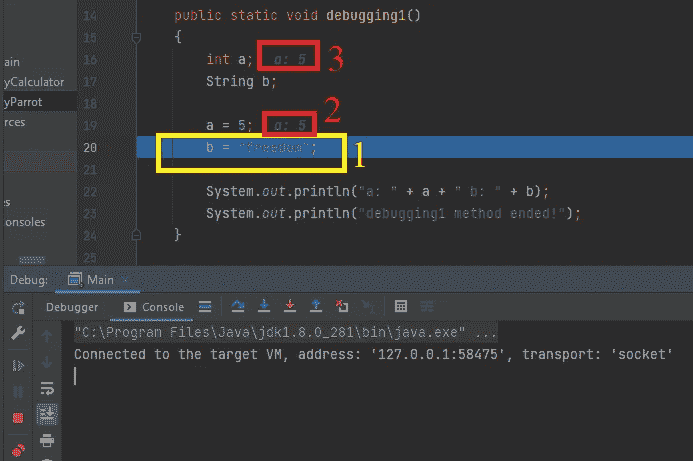 14 public static void debugging1()
15 {
ain 16 int a; a: 5 3
yCalculator 17 String b;
yParrot 18 2
rces 19 a = 5; a: 5
20 b = "freedom"; 1
21
22 System.out.println("a: " + a + " b: " + b);
es 23 System.out.println("debugging1 method ended!");
onsoles 24 }
25
Debug: Main
Debugger Console
"C:\Program Files\Java\jdk1.8.0_281\bin\java.exe" ...
Connected to the target VM, address: '127.0.0.1:58475', transport: 'socket'